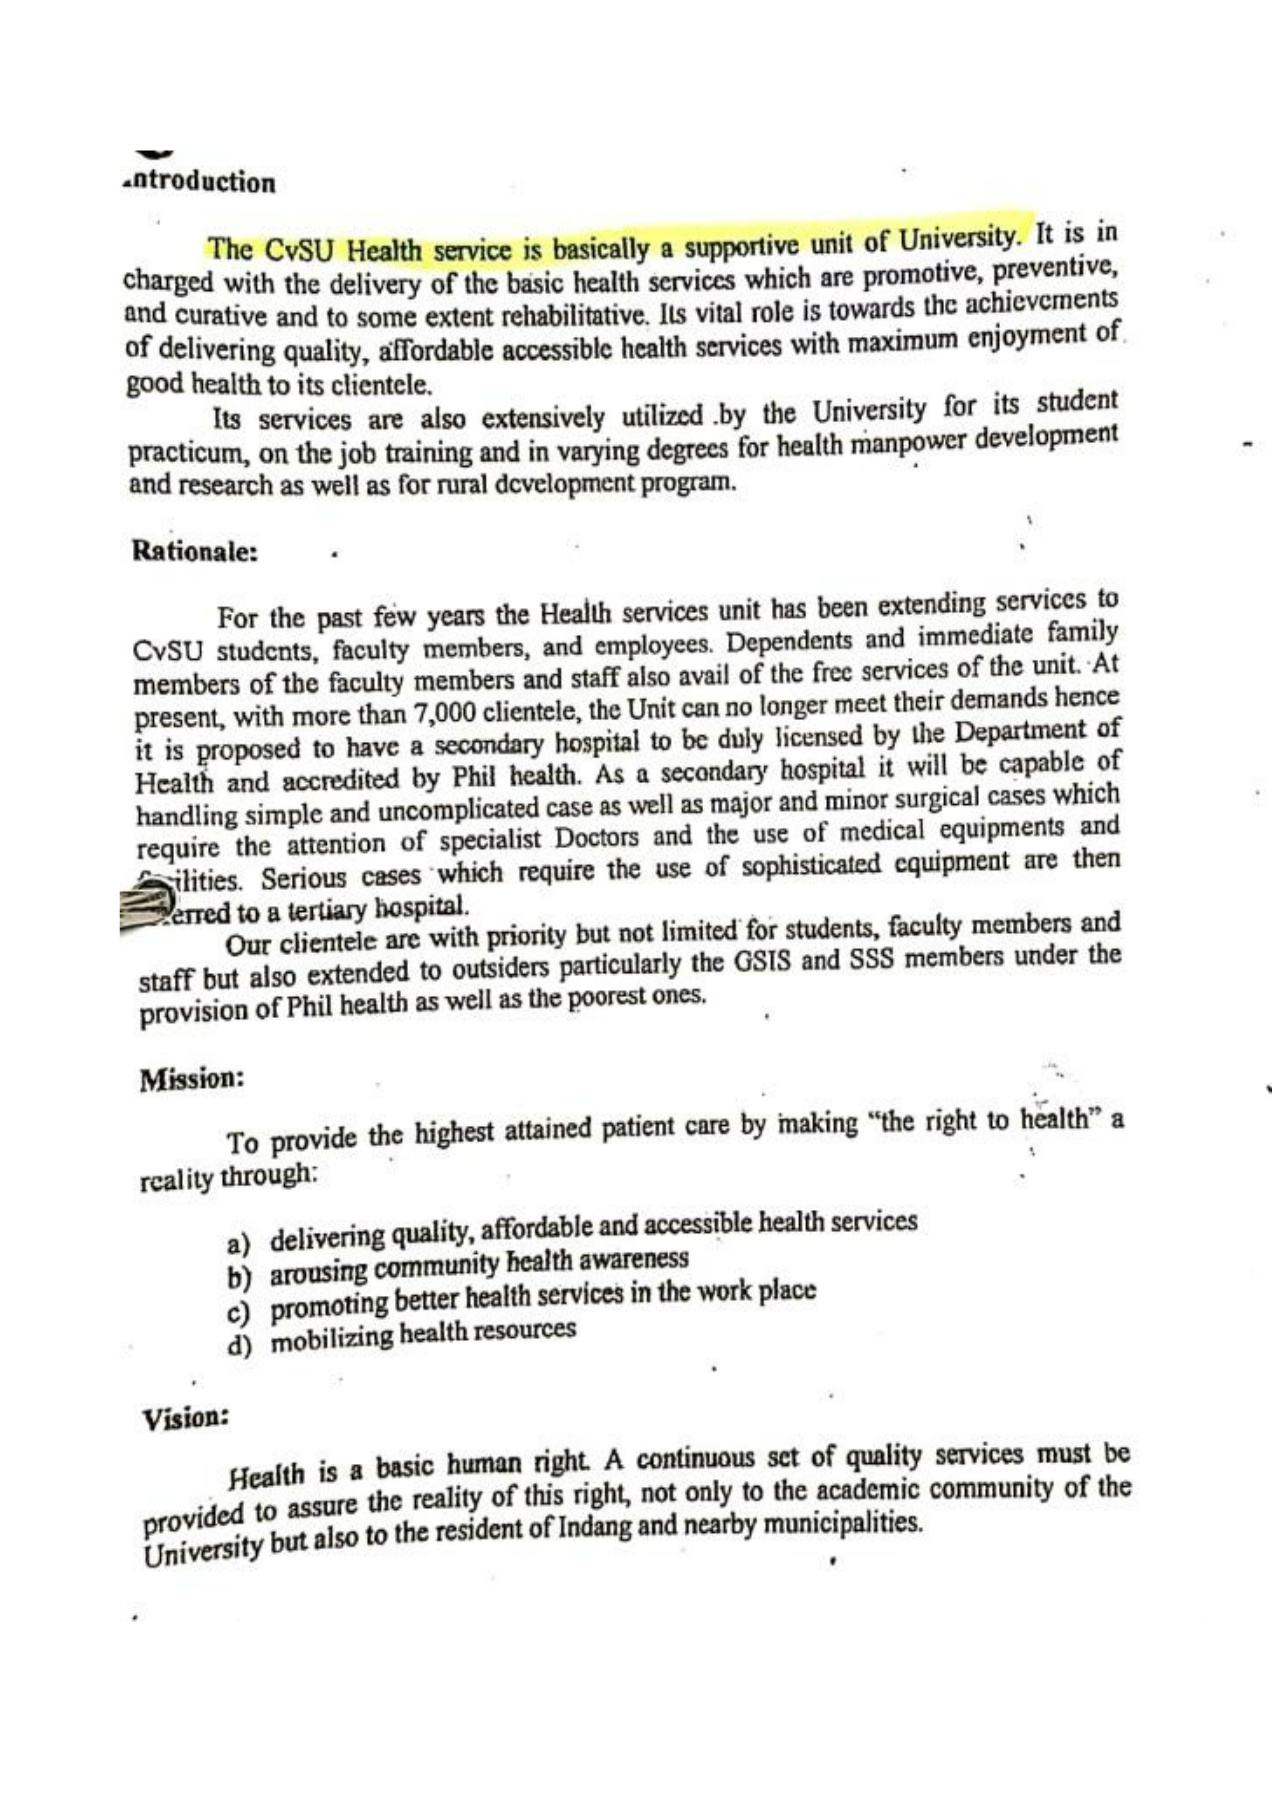 ntroduction
The CvSU Health service is basically a supportive unit of University. It is in
charged with the delivery of the basic health services which are promotive, preventive,
and curative and to some extent rehabilitative. Its vital role is towards the achievements
of delivering quality, affordable accessible health services with maximum enjoyment of
good health to its clientele.
Its services are also extensively utilized .by the University for its student
practicum, on the job training and in varying degrees for health manpower development
and research as well as for rural development program.
Rationale:
For the past few years the Health services unit has been extending services to
CvSU students, faculty members, and employees. Dependents and immediate family
members of the faculty members and staff also avail of the free services of the unit. At
present, with more than 7,000 clientele, the Unit can no longer meet their demands hence
it is proposed to have a secondary hospital to be duly licensed by the Department of
Health and accredited by Phil health. As a secondary hospital it will be capable of
handling simple and uncomplicated case as well as major and minor surgical cases which
require the attention of specialist Doctors and the use of medical equipments and
ilities. Serious cases which require the use of sophisticated equipment are then
erred to a tertiary hospital.
Our clientele are with priority but not limited for students, faculty members and
staff but also extended to outsiders particularly the GSIS and SSS members under the
provision of Phil health as well as the poorest ones.
Mission:
To provide the highest attained patient care by making “the right to health” a
reality through:
a) delivering quality, affordable and accessible health services
b) arousing community health awareness
c) promoting better health services in the work place
d) mobilizing health resources
Vision:
Health is a basic human right. A continuous set of quality services must be
provided to assure the reality of this right, not only to the academic community of the
University but also to the resident of Indang and nearby municipalities.